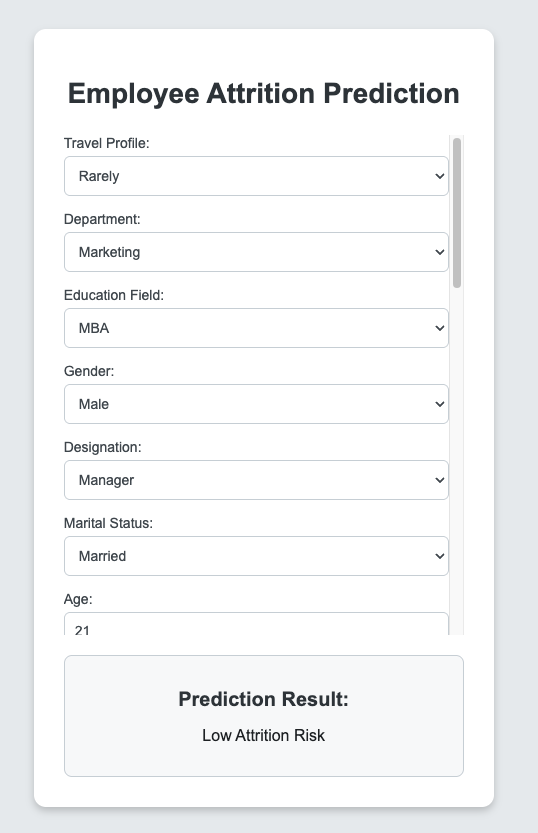 Employee Attrition Prediction
Travel Profile:
Rarely
Department:
Marketing
Education Field:
MBA
Gender:
Male
Designation:
Manager
Marital Status:
Married
Age:
21
Prediction Result:
Low Attrition Risk